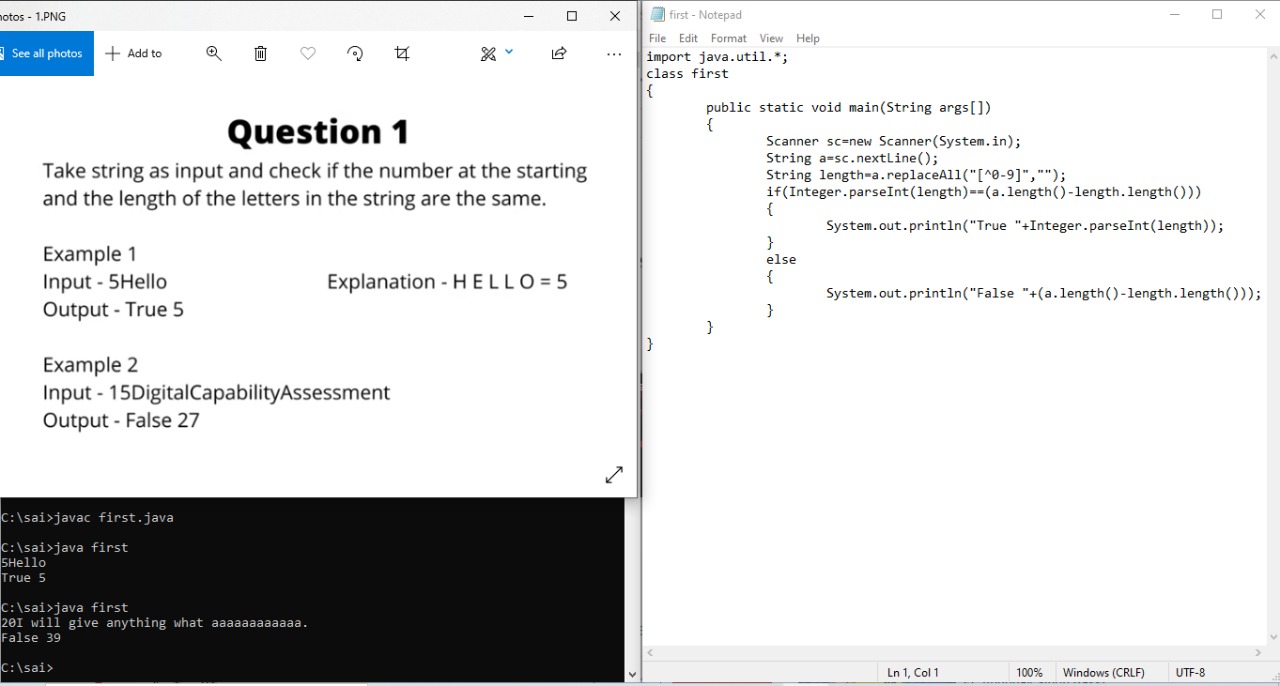 otos - 1.PNG
See all photos
Add to
Question 1
Take string as input and check if the number at the starting
and the length of the letters in the string are the same.
Example 1
Input - 5Hello
Explanation - H E L L O = 5
Output - True 5
Example 2
Input - 15DigitalCapabilityAssessment
Output - False 27
C:\sai>javac first.java
C:\sai>java first
5Hello
True 5
C:\sai>java first
20I will give anything what aaaaaaaaaaaa.
False 39
C:\sai>
first - Notepad
File Edit Format View Help
import java.util.*;
class first
{
public static void main(String args[])
{
Scanner sc=new Scanner(System.in);
String a=sc.nextLine();
String length=a.replaceAll("[^0-9]","");
if(Integer.parseInt(length)==(a.length()-length.length()))
{
System.out.println("True "+Integer.parseInt(length));
}
else
{
System.out.println("False "+(a.length()-length.length()));
}
}
}
Ln 1, Col 1
100%
Windows (CRLF)
UTF-8